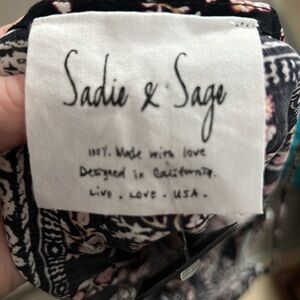 Sadie & Sage
100% Made with love
Designed in California.
Live . Love . USA .